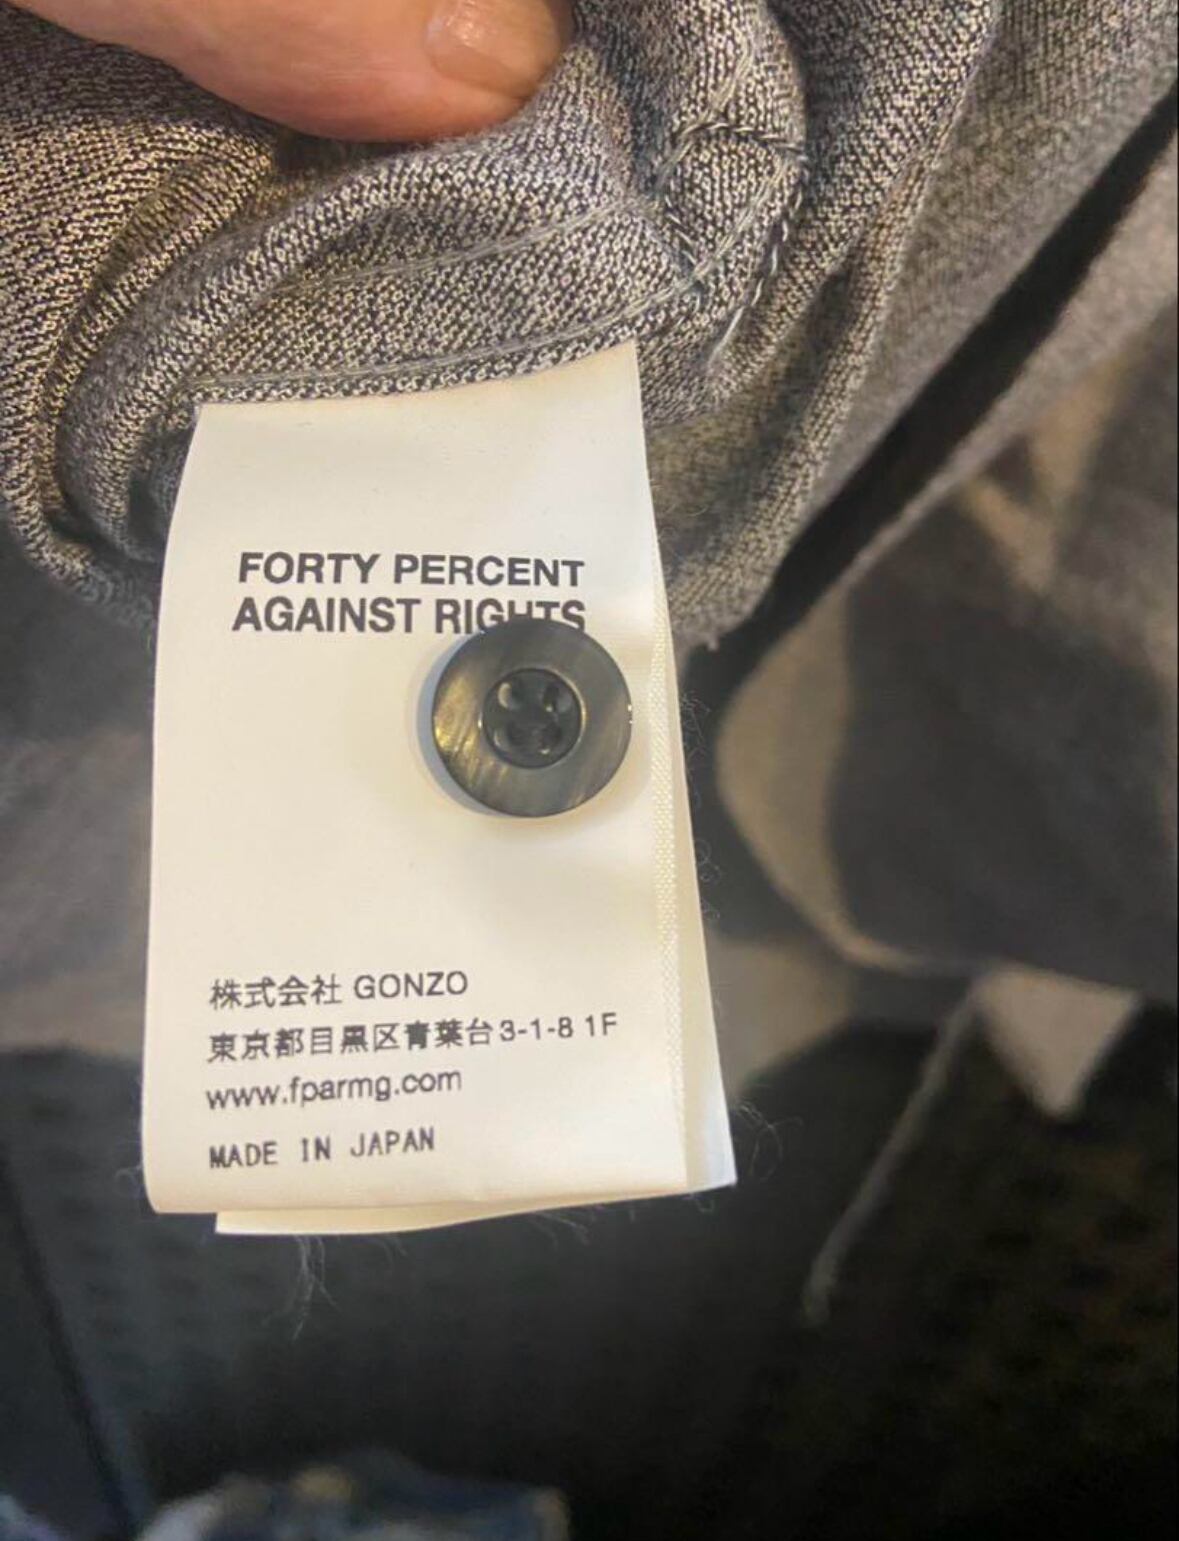 FORTY PERCENT
AGAINST RIGHTS
株式会社 GONZO
東京都目黒区青葉台3-1-8 1F
www.fparmg.com
MADE IN JAPAN